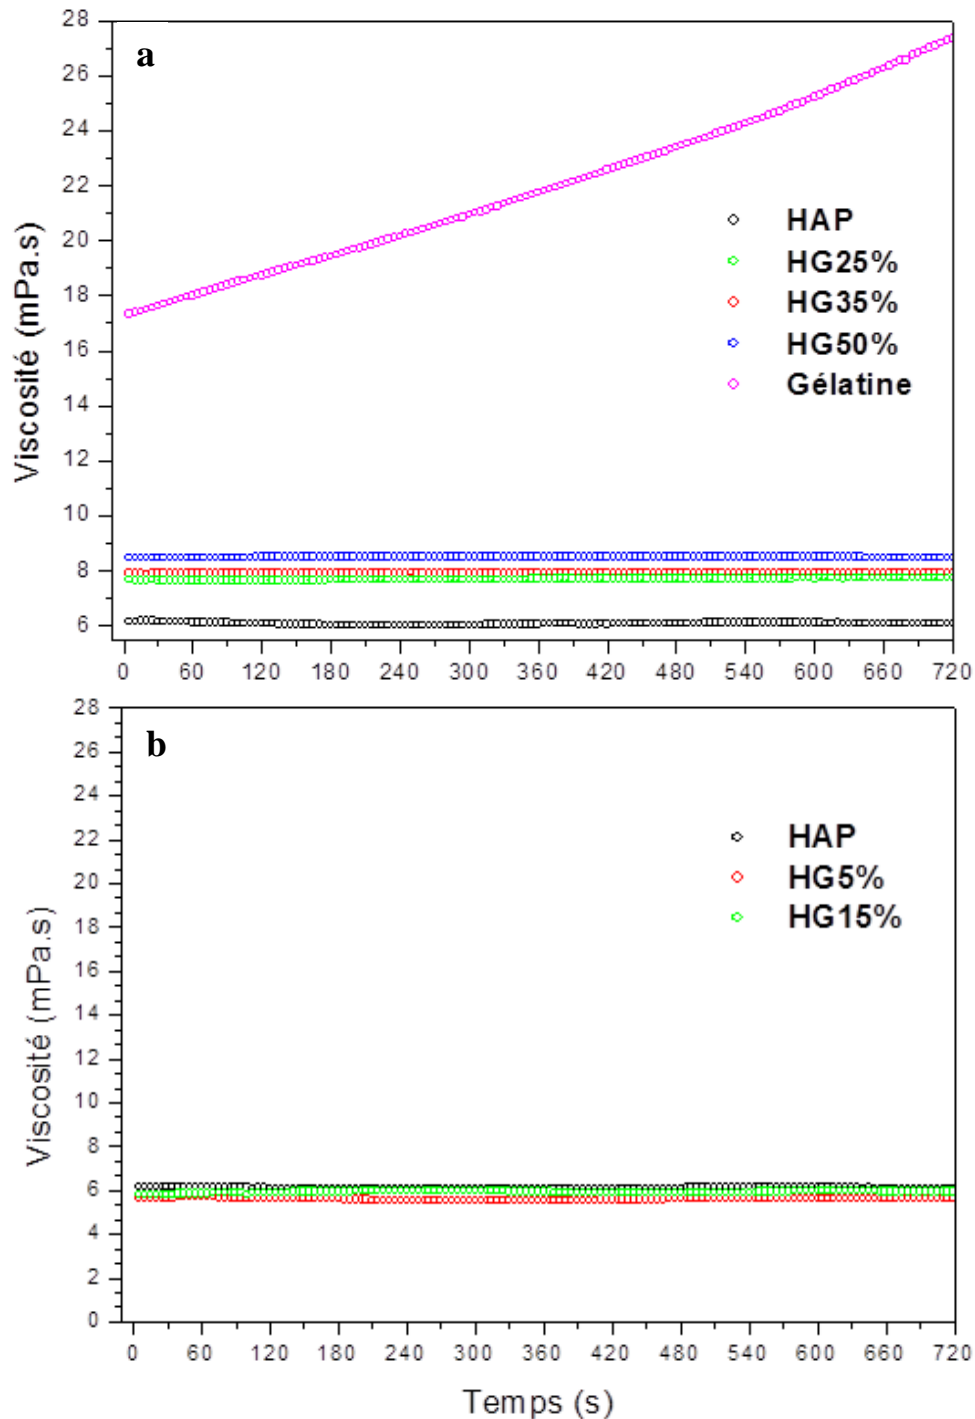 a
28
26
24
22
20
18
16
14
12
10
8
6
Viscosité (mPa.s)
HAP
HG25%
HG35%
HG50%
Gélatine
0 60 120 180 240 300 360 420 480 540 600 660 720
b
28
26
24
22
20
18
16
14
12
10
8
6
4
2
0
Viscosité (mPa.s)
HAP
HG5%
HG15%
0 60 120 180 240 300 360 420 480 540 600 660 720
Temps (s)